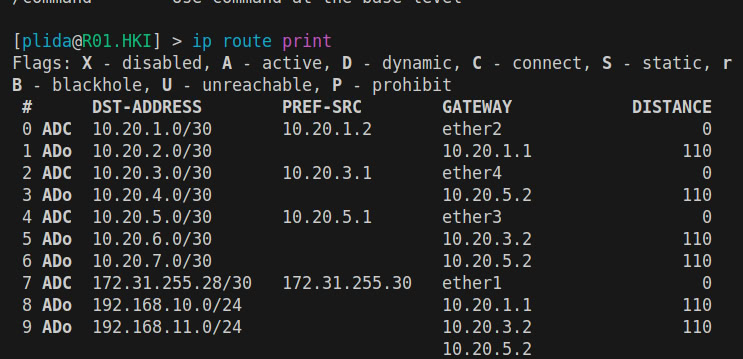 /command         Use command at the base level
[plida@R01.HKI] > ip route print
Flags: X - disabled, A - active, D - dynamic, C - connect, S - static, r
B - blackhole, U - unreachable, P - prohibit
 #      DST-ADDRESS        PREF-SRC        GATEWAY            DISTANCE
 0 ADC  10.20.1.0/30       10.20.1.2       ether2                    0
 1 ADo  10.20.2.0/30                       10.20.1.1               110
 2 ADC  10.20.3.0/30       10.20.3.1       ether4                    0
 3 ADo  10.20.4.0/30                       10.20.5.2               110
 4 ADC  10.20.5.0/30       10.20.5.1       ether3                    0
 5 ADo  10.20.6.0/30                       10.20.3.2               110
 6 ADo  10.20.7.0/30                       10.20.5.2               110
 7 ADC  172.31.255.28/30   172.31.255.30   ether1                    0
 8 ADo  192.168.10.0/24                    10.20.1.1               110
 9 ADo  192.168.11.0/24                    10.20.3.2               110
                                           10.20.5.2